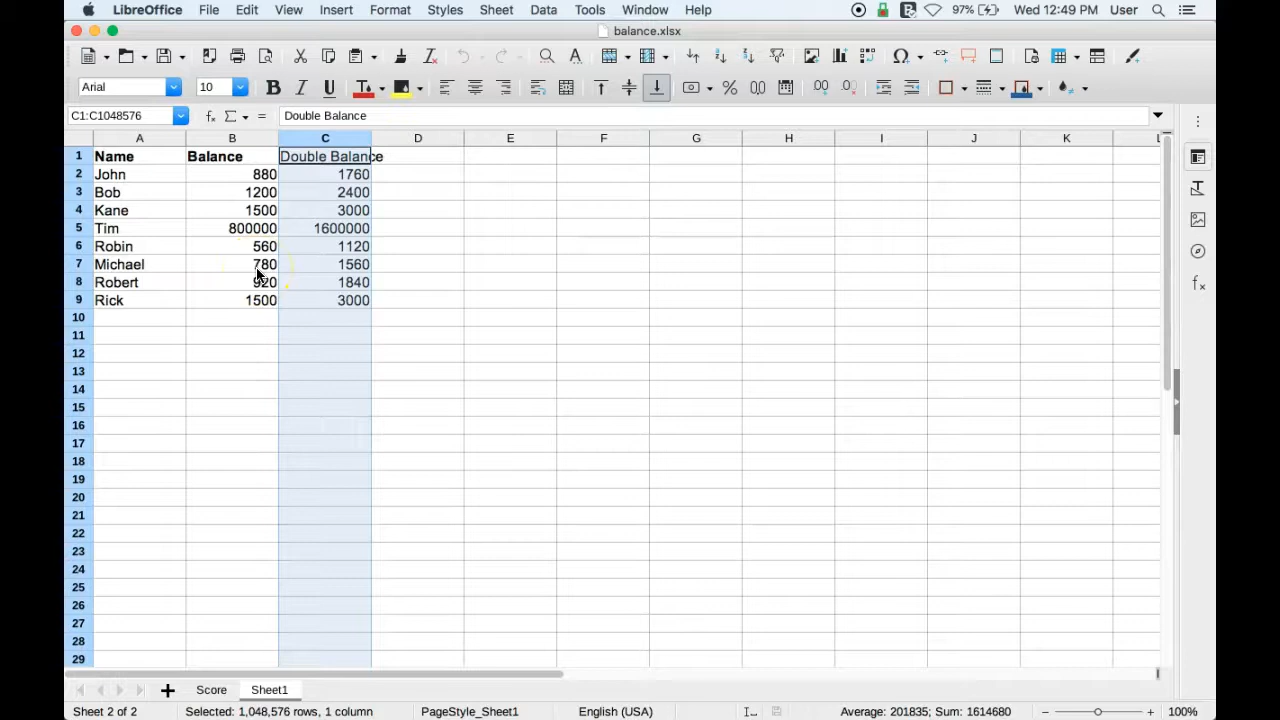 LibreOffice File Edit View Insert Format Styles Sheet Data Tools Window Help 97% Wed 12:49 PM User
balance.xlsx
Arial 10
C1:C1048576 Double Balance
A B C D E F G H I J K
1 Name Balance Double Balance
2 John 880 1760
3 Bob 1200 2400
4 Kane 1500 3000
5 Tim 800000 1600000
6 Robin 560 1120
7 Michael 780 1560
8 Robert 920 1840
9 Rick 1500 3000
10
11
12
13
14
15
16
17
18
19
20
21
22
23
24
25
26
27
28
29
Score Sheet1
Sheet 2 of 2 Selected: 1,048,576 rows, 1 column PageStyle_Sheet1 English (USA) Average: 201835; Sum: 1614680 100%